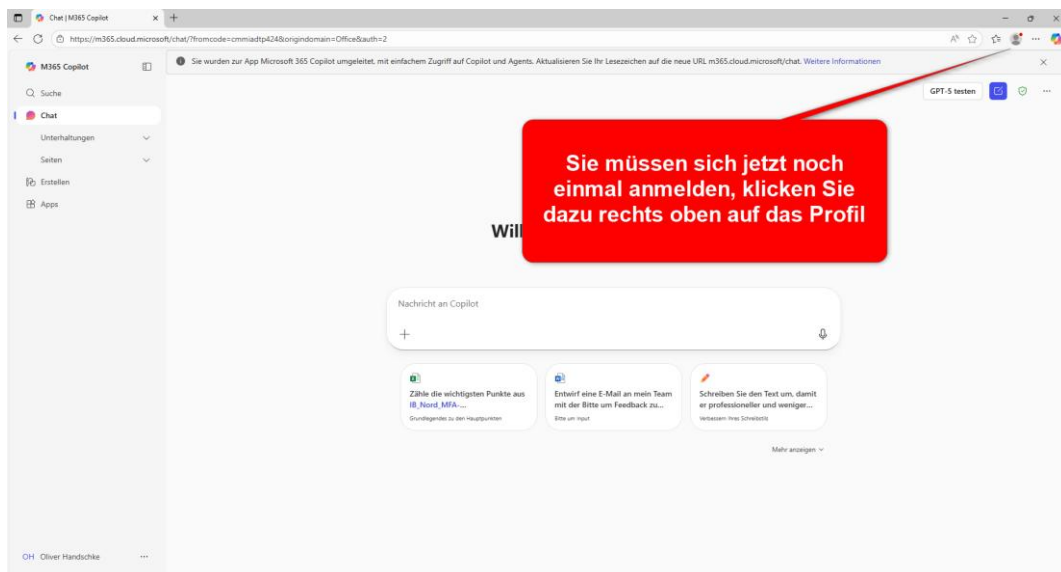 Chat | M365 Copilot
https://m365.cloud.microsoft/chat/?fromcode=cmmiadtp424&origindomain=Office&auth=2
M365 Copilot
Sie wurden zur App Microsoft 365 Copilot umgeleitet, mit einfachem Zugriff auf Copilot und Agents. Aktualisieren Sie Ihr Lesezeichen auf die neue URL m365.cloud.microsoft/chat. Weitere Informationen
Suche
GPT-5 testen
Chat
Unterhaltungen
Seiten
Erstellen
Apps
Sie müssen sich jetzt noch
einmal anmelden, klicken Sie
dazu rechts oben auf das Profil
Will
Nachricht an Copilot
Zähle die wichtigsten Punkte aus
IB_Nord_MFA-...
Grundlegendes zu den Hauptpunkten
Entwirf eine E-Mail an mein Team
mit der Bitte um Feedback zu...
Bitte um Input
Schreiben Sie den Text um, damit
er professioneller und weniger...
Verbessern Ihres Schreibstils
Mehr anzeigen
OH Oliver Handschke